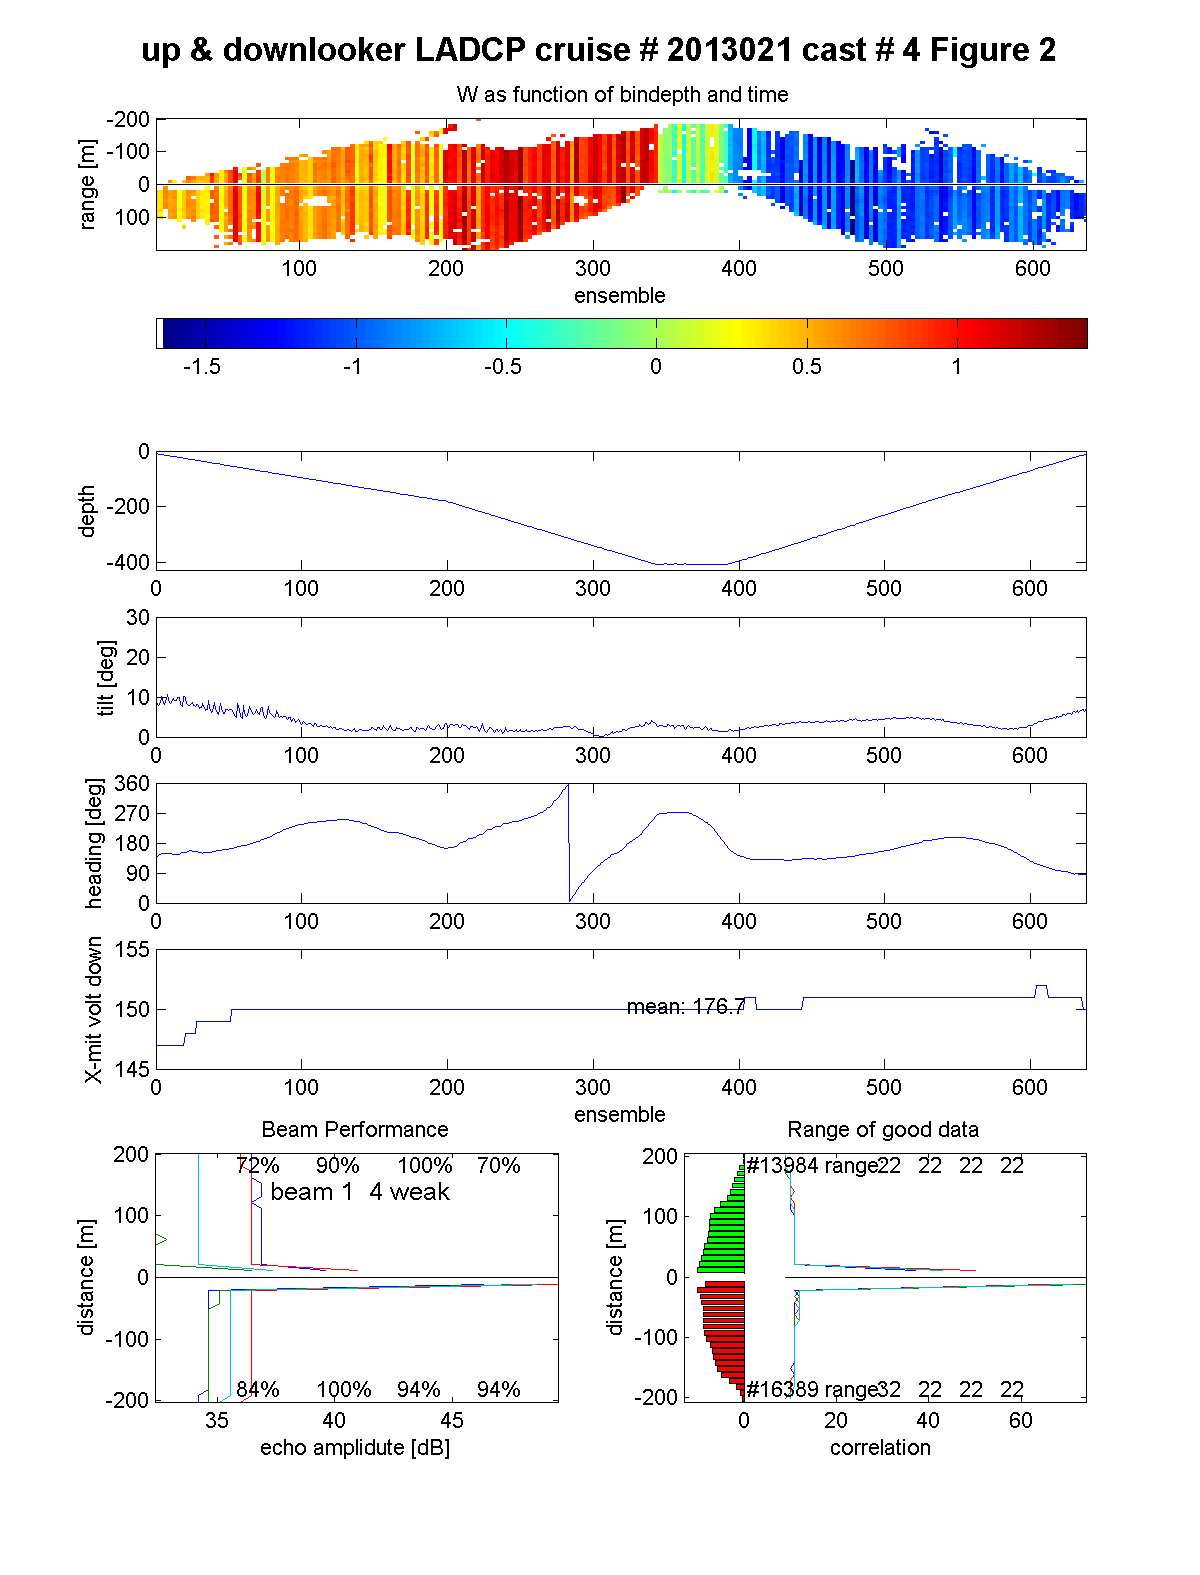 up & downlooker LADCP cruise # 2013021 cast # 4 Figure 2
W as function of bindepth and time
range [m]
-200
-100
0
100
100 200 300 400 500 600
ensemble
-1.5 -1 -0.5 0 0.5 1
depth
0
-200
-400
0 100 200 300 400 500 600
tilt [deg]
30
20
10
0
0 100 200 300 400 500 600
heading [deg]
360
270
180
90
0
0 100 200 300 400 500 600
X-mit volt down
155
150
145
mean: 176.7
0 100 200 300 400 500 600
ensemble
Beam Performance
distance [m]
200
100
0
-100
-200
72% 90% 100% 70%
beam 1 4 weak
84% 100% 94% 94%
35 40 45
echo amplidute [dB]
Range of good data
distance [m]
200
100
0
-100
-200
#13984 range 22 22 22 22
#16389 range 32 22 22 22
0 20 40 60
correlation